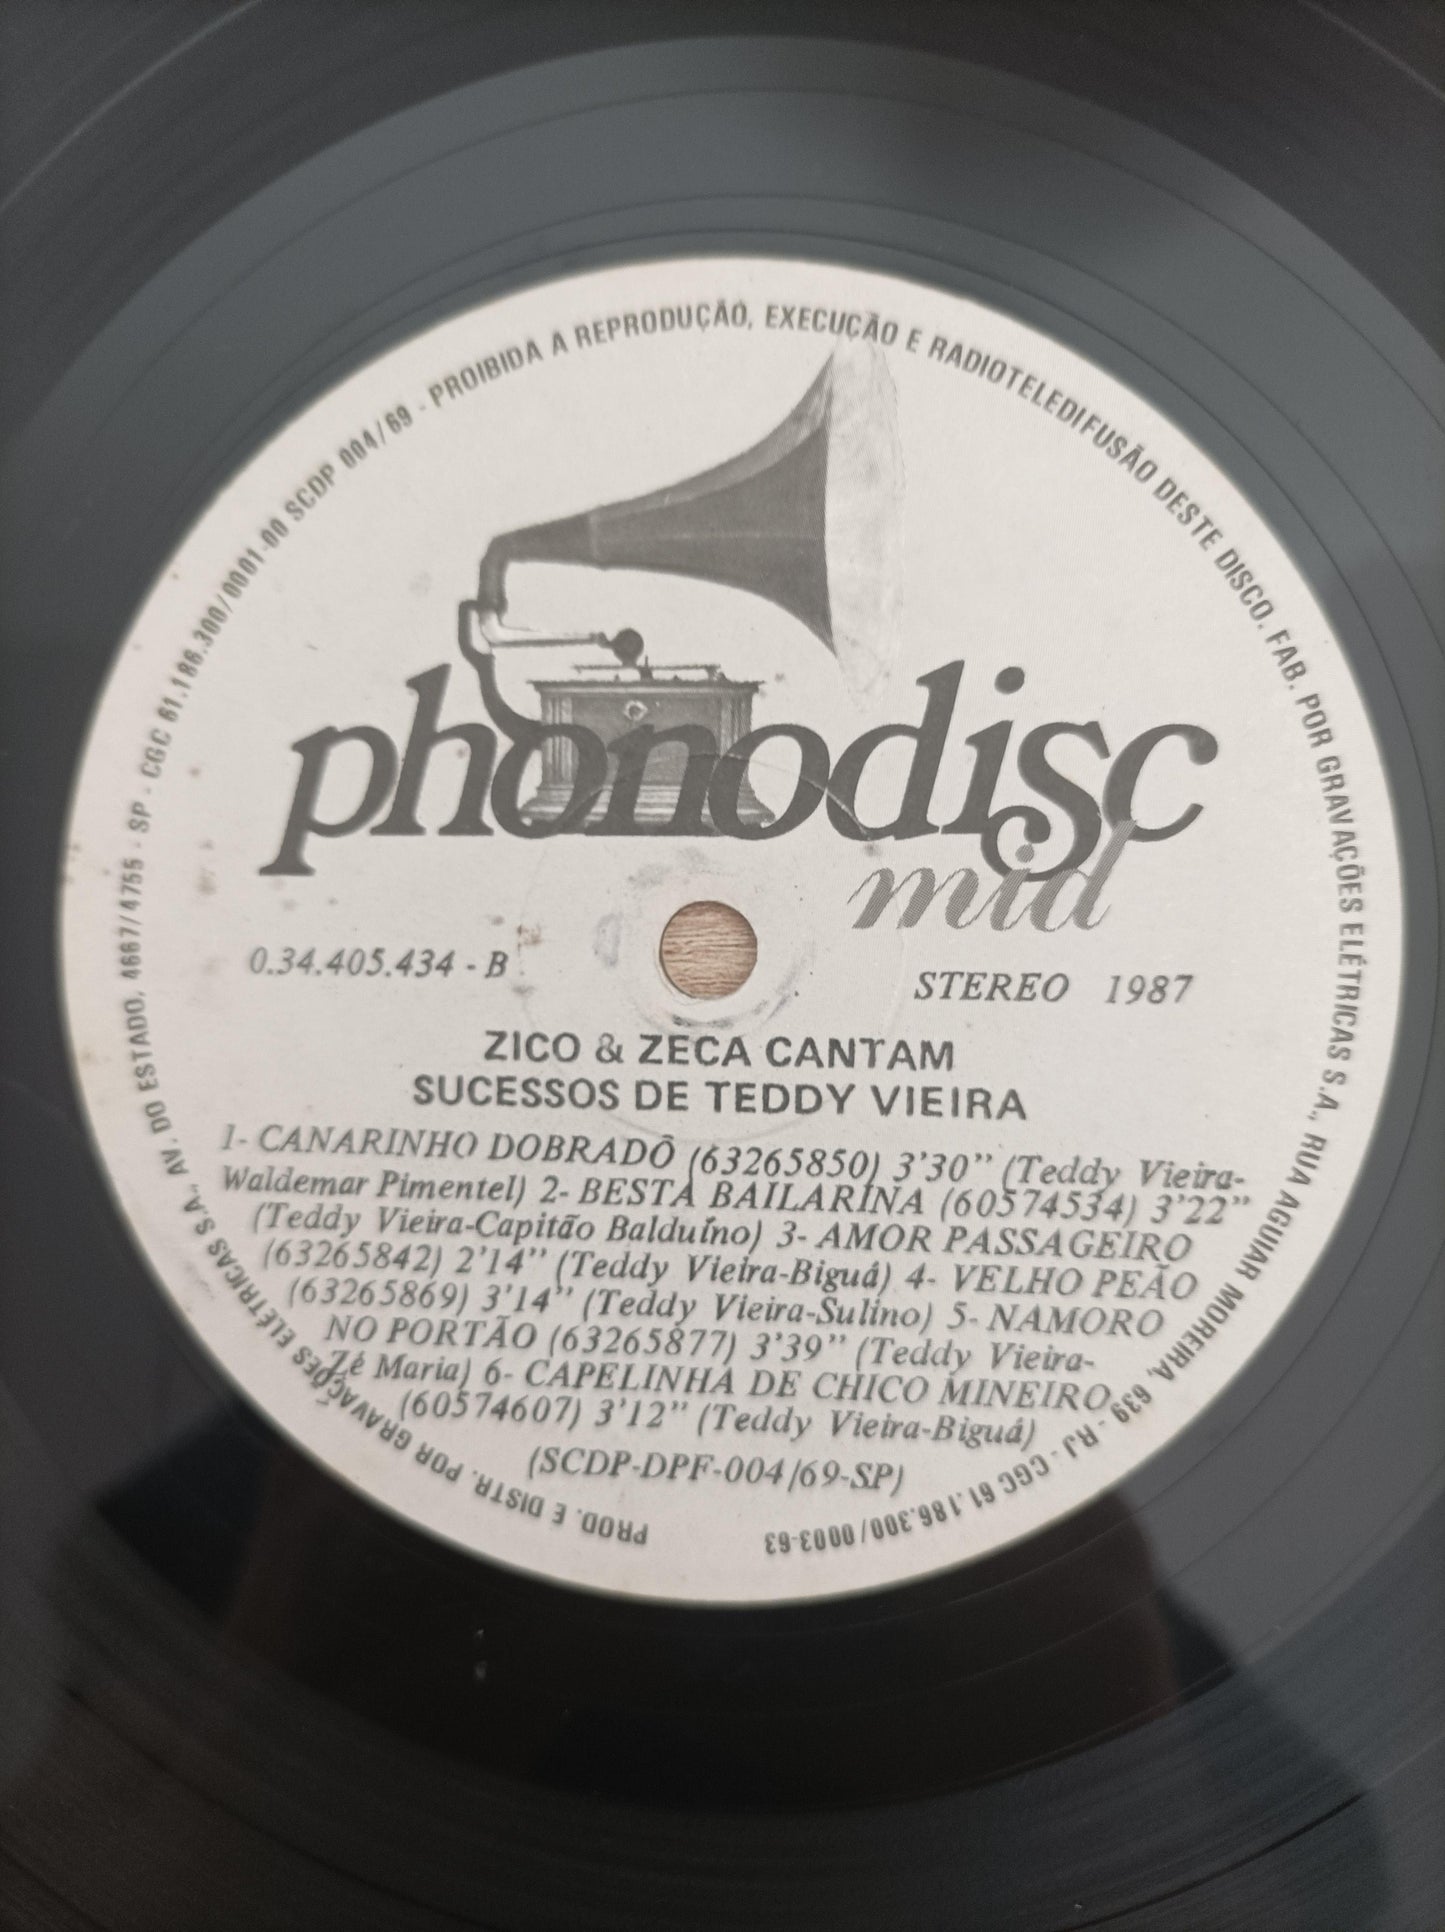 PROIBIDA A REPRODUÇÃO, EXECUÇÃO E RADIOTELEDIFUSÃO DESTE DISCO. FAB. POR GRAVAÇÕES ELÉTRICAS S.A., RUA AGUIAR MOREIRA, 639 - RJ - CGC 61.186.300/0003-63
PROD. E DISTR. POR GRAVAÇÕES ELÉTRICAS S.A., AV. DO ESTADO, 4667/4755 - SP - CGC 61.186.300/0001-00 SCDP 004/69 -
phonodisc
mid
0.34.405.434 - B
STEREO 1987
ZICO & ZECA CANTAM
SUCESSOS DE TEDDY VIEIRA
1- CANARINHO DOBRADÔ (63265850) 3'30" (Teddy Vieira-
Waldemar Pimentel) 2- BESTA BAILARINA (60574534) 3'22"
(Teddy Vieira-Capitão Balduíno) 3- AMOR PASSAGEIRO
(63265842) 2'14" (Teddy Vieira-Biguá) 4- VELHO PEÃO
(63265869) 3'14" (Teddy Vieira-Sulino) 5- NAMORO
NO PORTÃO (63265877) 3'39" (Teddy Vieira-
Zé Maria) 6- CAPELINHA DE CHICO MINEIRO
(60574607) 3'12" (Teddy Vieira-Biguá)
(SCDP-DPF-004/69-SP)